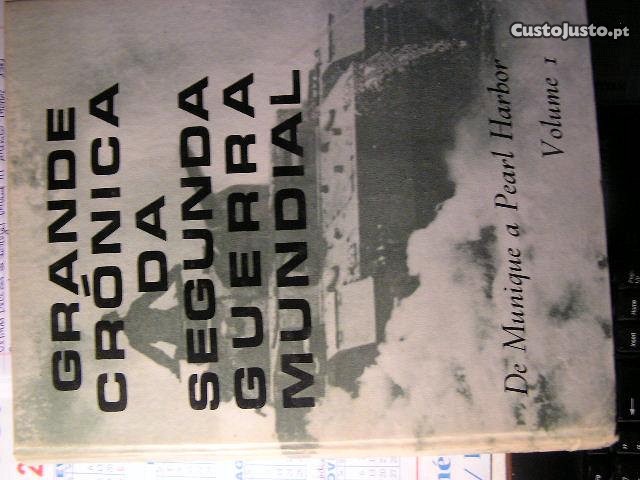 CustoJusto.pt
GRANDE
CRÓNICA
DA
SEGUNDA
GUERRA
MUNDIAL
De Munique a Pearl Harbor
Volume 1